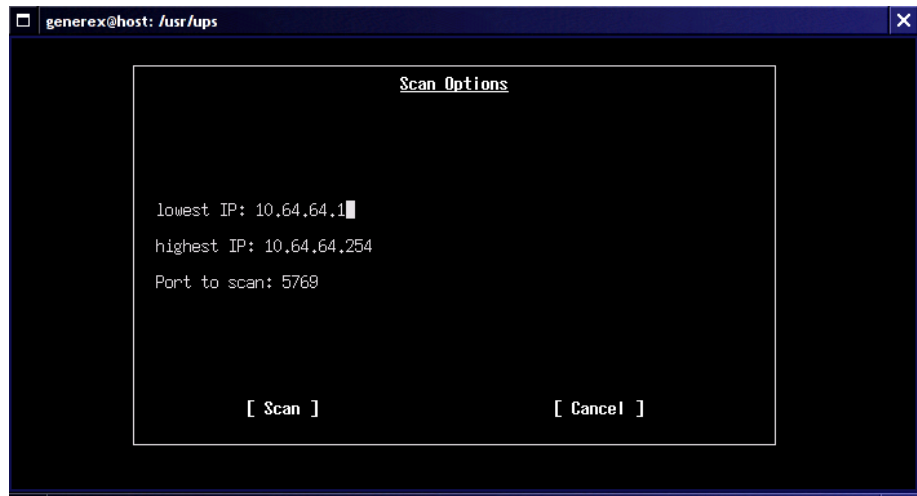 generex@host: /usr/ups
Scan Options
lowest IP: 10.64.64.1
highest IP: 10.64.64.254
Port to scan: 5769
[ Scan ] [ Cancel ]